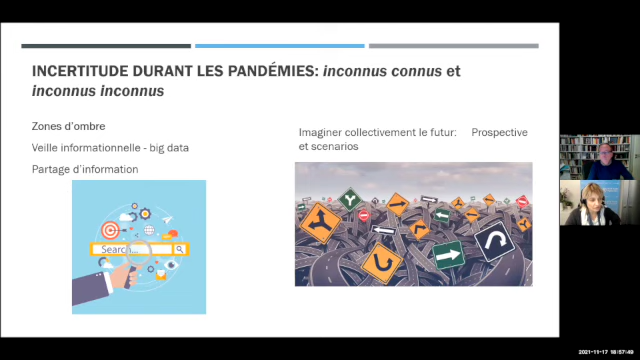 INCERTITUDE DURANT LES PANDÉMIES: inconnus connus et
inconnus inconnus
Zones d'ombre
Veille informationnelle - big data
Partage d'information
Imaginer collectivement le futur: Prospective
et scenarios
Search...
2021-11-17 18:57:49